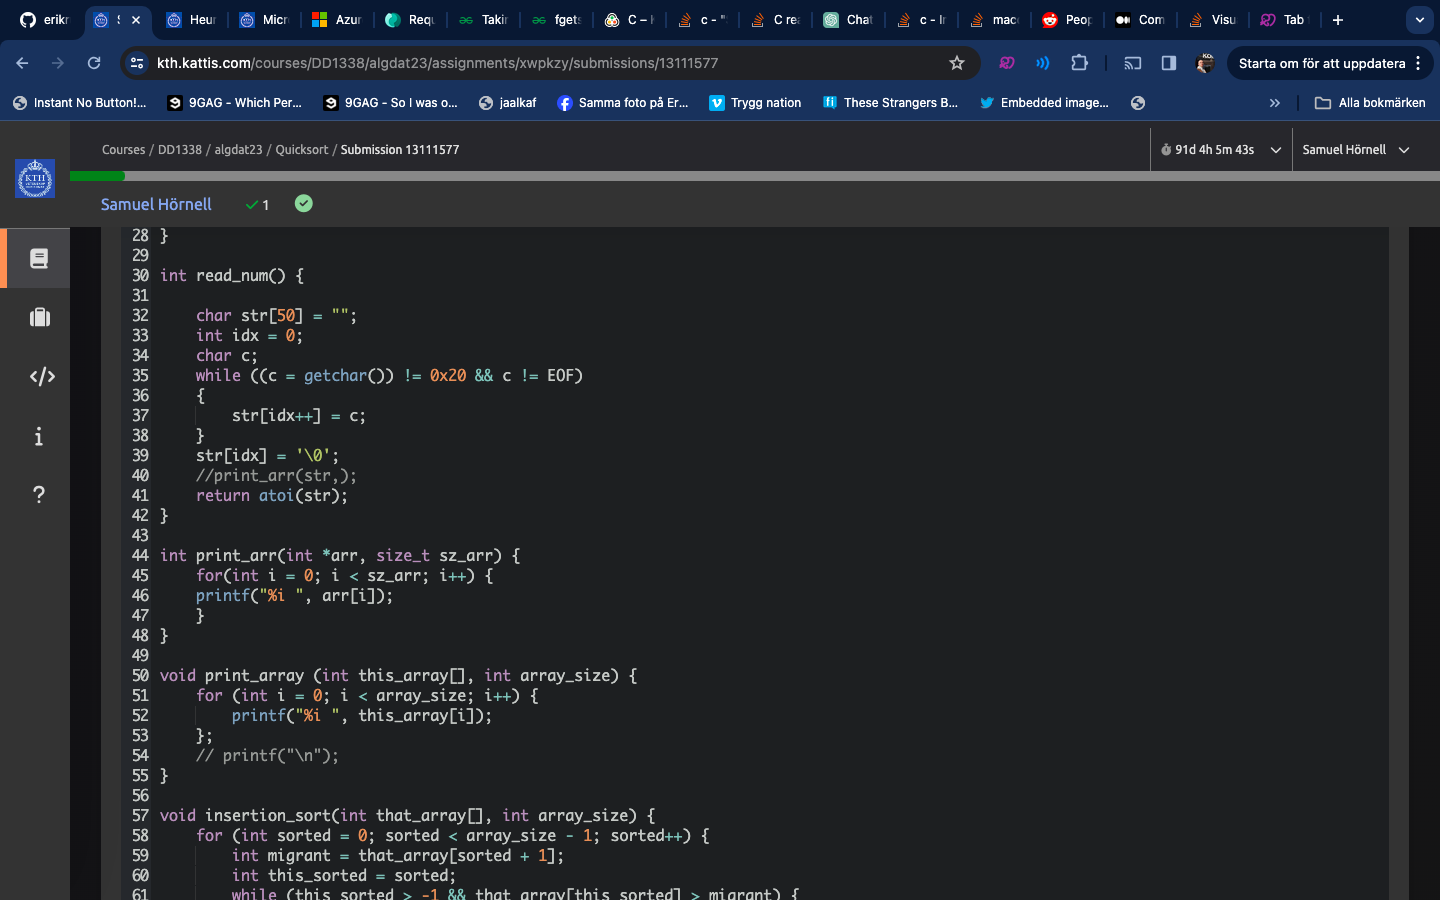 erikr
S
Heur
Micr
Azur
Requ
Takir
fgets
C – I
c - "
C rea
Chat
c - Ir
maco
Peop
Com
Visu
Tab
kth.kattis.com/courses/DD1338/algdat23/assignments/xwpkzy/submissions/13111577
Starta om för att uppdatera
Instant No Button!...
9GAG - Which Per...
9GAG - So I was o...
jaalkaf
Samma foto på Er...
Trygg nation
These Strangers B...
Embedded image...
Alla bokmärken
KTH
Courses / DD1338 / algdat23 / Quicksort / Submission 13111577
91d 4h 5m 43s
Samuel Hörnell
Samuel Hörnell 1
28 }
29
30 int read_num() {
31
32 char str[50] = "";
33 int idx = 0;
34 char c;
35 while ((c = getchar()) != 0x20 && c != EOF)
36 {
37 str[idx++] = c;
38 }
39 str[idx] = '\0';
40 //print_arr(str,);
41 return atoi(str);
42 }
43
44 int print_arr(int *arr, size_t sz_arr) {
45 for(int i = 0; i < sz_arr; i++) {
46 printf("%i ", arr[i]);
47 }
48 }
49
50 void print_array (int this_array[], int array_size) {
51 for (int i = 0; i < array_size; i++) {
52 printf("%i ", this_array[i]);
53 };
54 // printf("\n");
55 }
56
57 void insertion_sort(int that_array[], int array_size) {
58 for (int sorted = 0; sorted < array_size - 1; sorted++) {
59 int migrant = that_array[sorted + 1];
60 int this_sorted = sorted;
61 while (this_sorted > -1 && that_array[this_sorted] > migrant) {